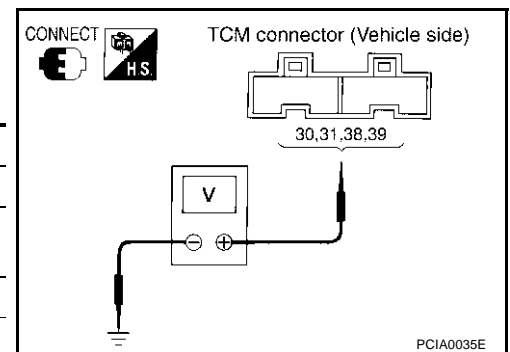 CONNECT
H.S.
TCM connector (Vehicle side)
30,31,38,39
V
PCIA0035E